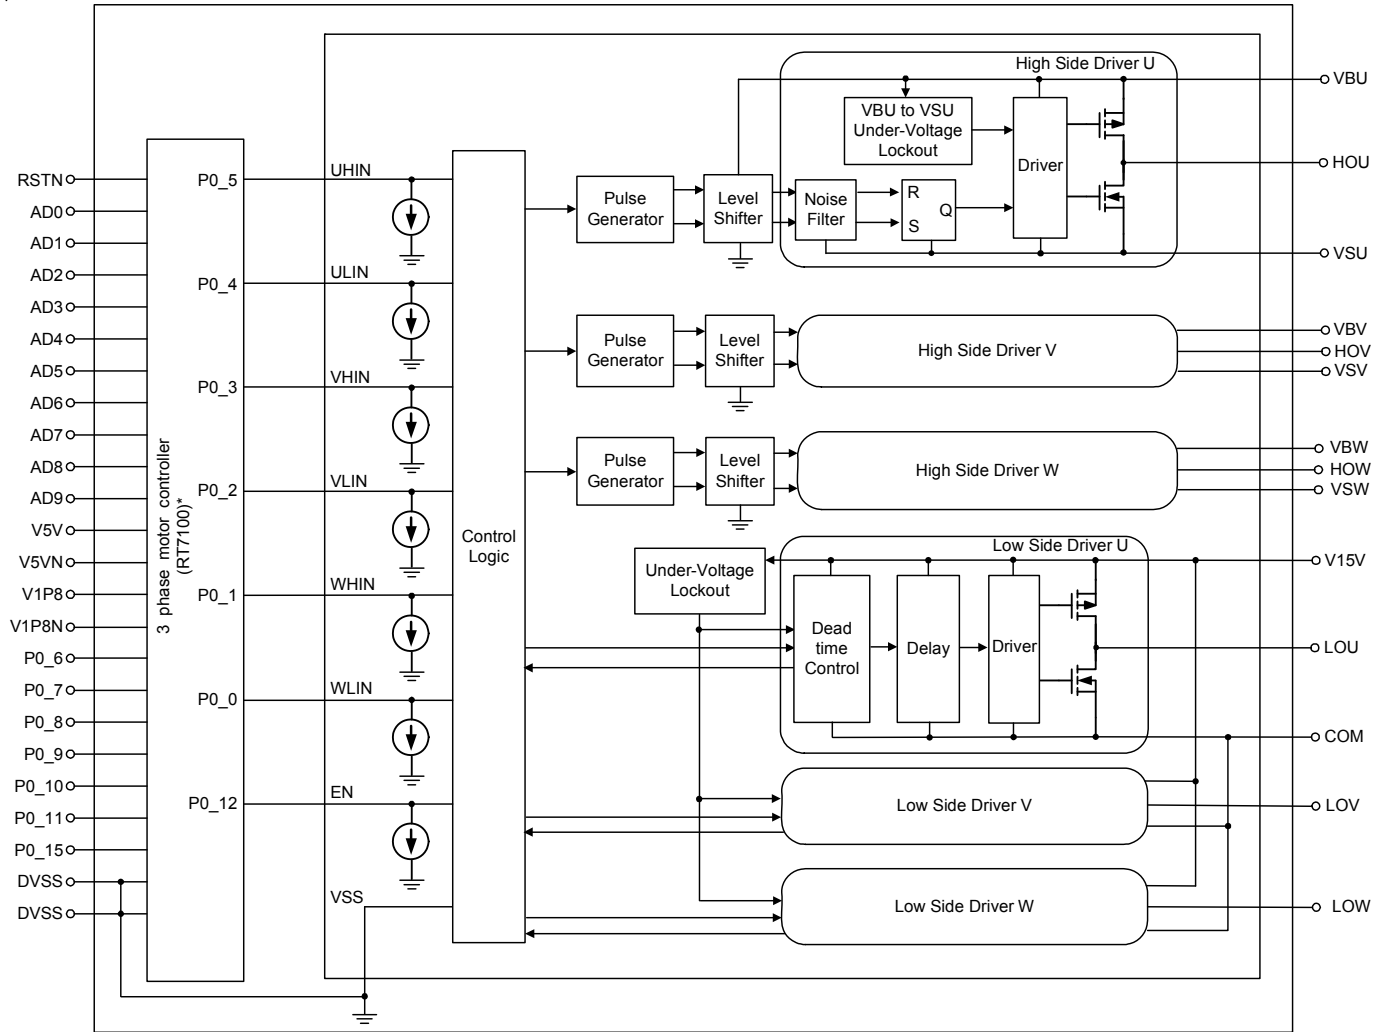 RSTN
AD0
AD1
AD2
AD3
AD4
AD5
AD6
AD7
AD8
AD9
V5V
V5VN
V1P8
V1P8N
P0_6
P0_7
P0_8
P0_9
P0_10
P0_11
P0_15
DVSS
DVSS
3 phase motor controller
(RT7100)*
P0_5
P0_4
P0_3
P0_2
P0_1
P0_0
P0_12
UHIN
ULIN
VHIN
VLIN
WHIN
WLIN
EN
VSS
Control
Logic
Pulse
Generator
Level
Shifter
High Side Driver U
VBU to VSU
Under-Voltage
Lockout
Noise
Filter
R
S
Q
Driver
Pulse
Generator
Level
Shifter
High Side Driver V
Pulse
Generator
Level
Shifter
High Side Driver W
Under-Voltage
Lockout
Low Side Driver U
Dead
time
Control
Delay
Driver
Low Side Driver V
Low Side Driver W
VBU
HOU
VSU
VBV
HOV
VSV
VBW
HOW
VSW
V15V
LOU
COM
LOV
LOW